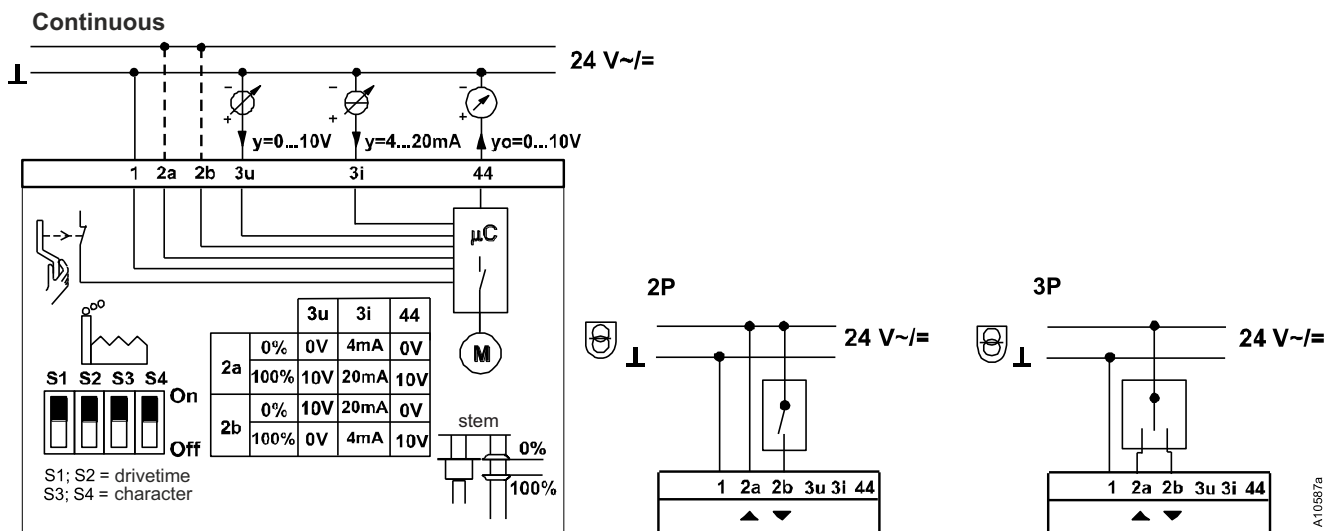 Continuous
24 V~/=
⊥
− − −
+ + +
y=0...10V y=4...20mA yo=0...10V
1 2a 2b 3u 3i 44
µC
M
3u 3i 44
2a 0% 0V 4mA 0V
100% 10V 20mA 10V
2b 0% 10V 20mA 0V
100% 0V 4mA 10V
S1 S2 S3 S4
On
Off
S1; S2 = drivetime
S3; S4 = character
stem
0%
100%
2P
24 V~/=
⊥
1 2a 2b 3u 3i 44
3P
24 V~/=
⊥
1 2a 2b 3u 3i 44
A10587a